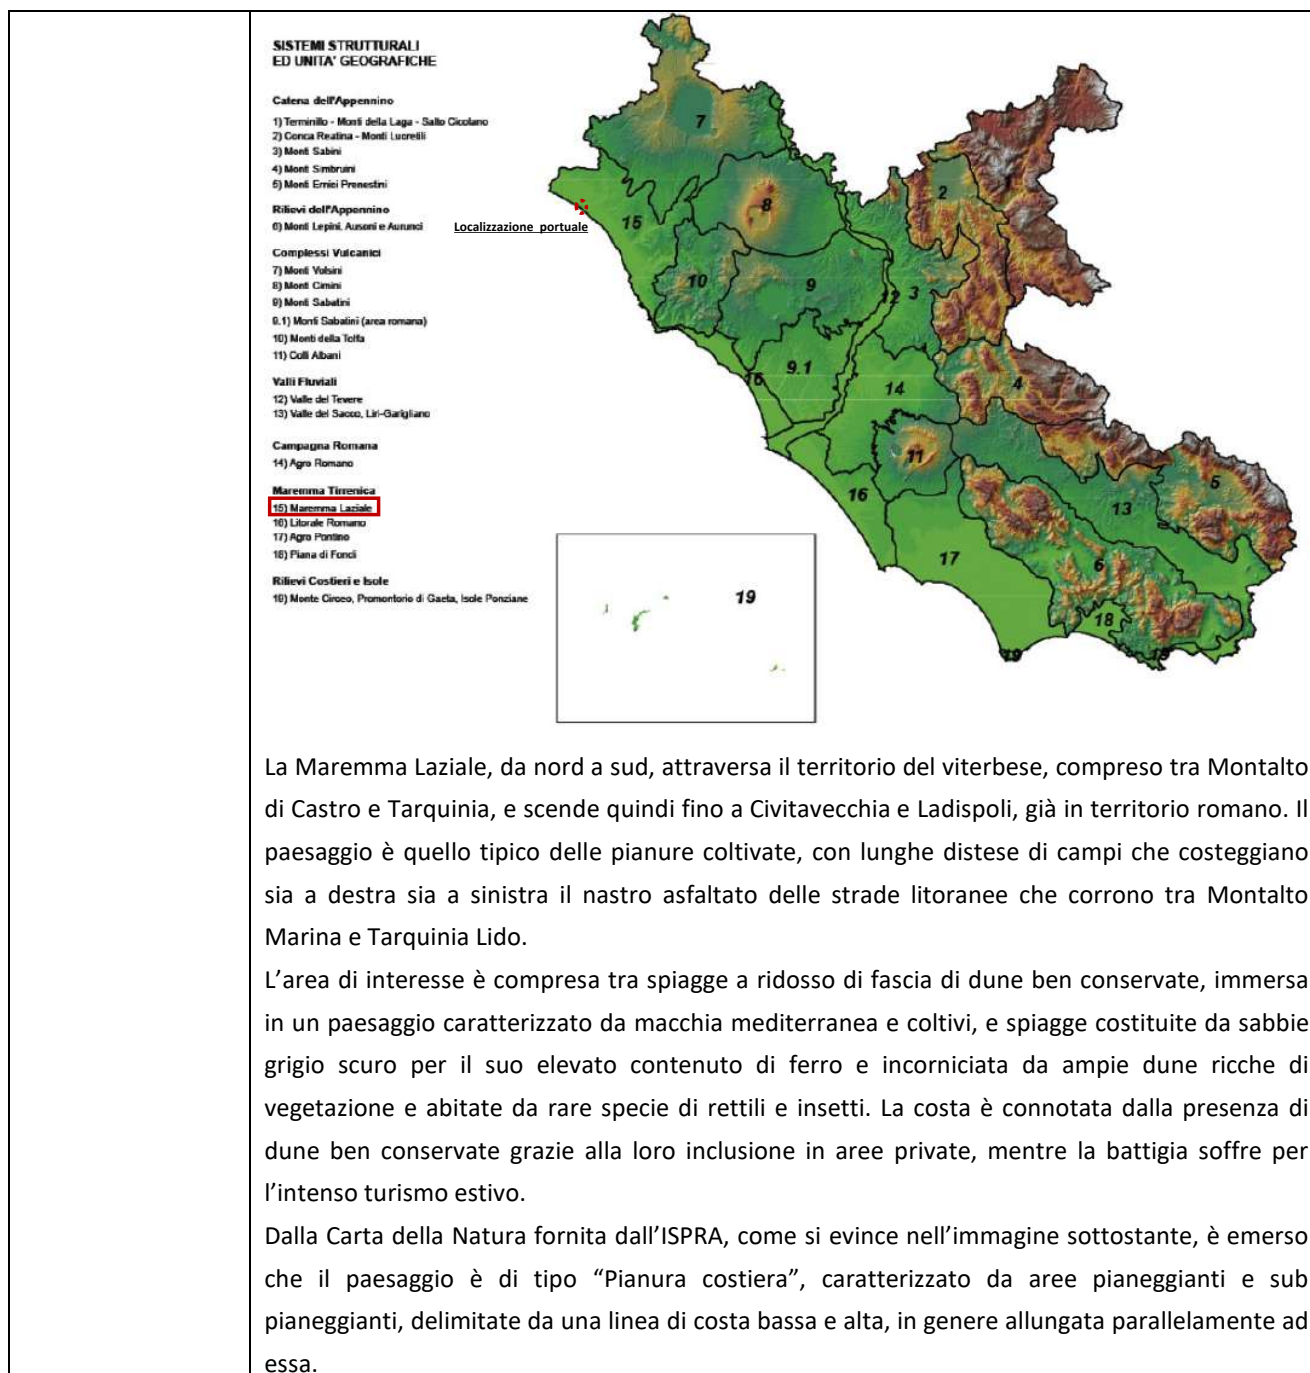 SISTEMI STRUTTURALI
ED UNITA' GEOGRAFICHE
Catena dell'Appennino
1) Terminillo - Monti della Laga - Salto Cicolano
2) Conca Reatina - Monti Lucretili
3) Monti Sabini
4) Monti Simbruini
5) Monti Ernici Prenestini
Rilievi dell'Appennino
6) Monti Lepini, Ausoni e Aurunci
Localizzazione portuale
Complessi Vulcanici
7) Monti Volsini
8) Monti Cimini
9) Monti Sabatini
9.1) Monti Sabatini (area romana)
10) Monti della Tolfa
11) Colli Albani
Valli Fluviali
12) Valle del Tevere
13) Valle del Sacco, Liri-Garigliano
Campagna Romana
14) Agro Romano
Maremma Tirrenica
15) Maremma Laziale
16) Litorale Romano
17) Agro Pontino
18) Piana di Fondi
Rilievi Costieri e Isole
19) Monte Circeo, Promontorio di Gaeta, Isole Ponziane
7
2
8
15
10
9
12
3
4
9.1
16
14
11
5
13
16
17
6
18
19
19
19
La Maremma Laziale, da nord a sud, attraversa il territorio del viterbese, compreso tra Montalto
di Castro e Tarquinia, e scende quindi fino a Civitavecchia e Ladispoli, già in territorio romano. Il
paesaggio è quello tipico delle pianure coltivate, con lunghe distese di campi che costeggiano
sia a destra sia a sinistra il nastro asfaltato delle strade litoranee che corrono tra Montalto
Marina e Tarquinia Lido.
L’area di interesse è compresa tra spiagge a ridosso di fascia di dune ben conservate, immersa
in un paesaggio caratterizzato da macchia mediterranea e coltivi, e spiagge costituite da sabbie
grigio scuro per il suo elevato contenuto di ferro e incorniciata da ampie dune ricche di
vegetazione e abitate da rare specie di rettili e insetti. La costa è connotata dalla presenza di
dune ben conservate grazie alla loro inclusione in aree private, mentre la battigia soffre per
l’intenso turismo estivo.
Dalla Carta della Natura fornita dall’ISPRA, come si evince nell’immagine sottostante, è emerso
che il paesaggio è di tipo “Pianura costiera”, caratterizzato da aree pianeggianti e sub
pianeggianti, delimitate da una linea di costa bassa e alta, in genere allungata parallelamente ad
essa.